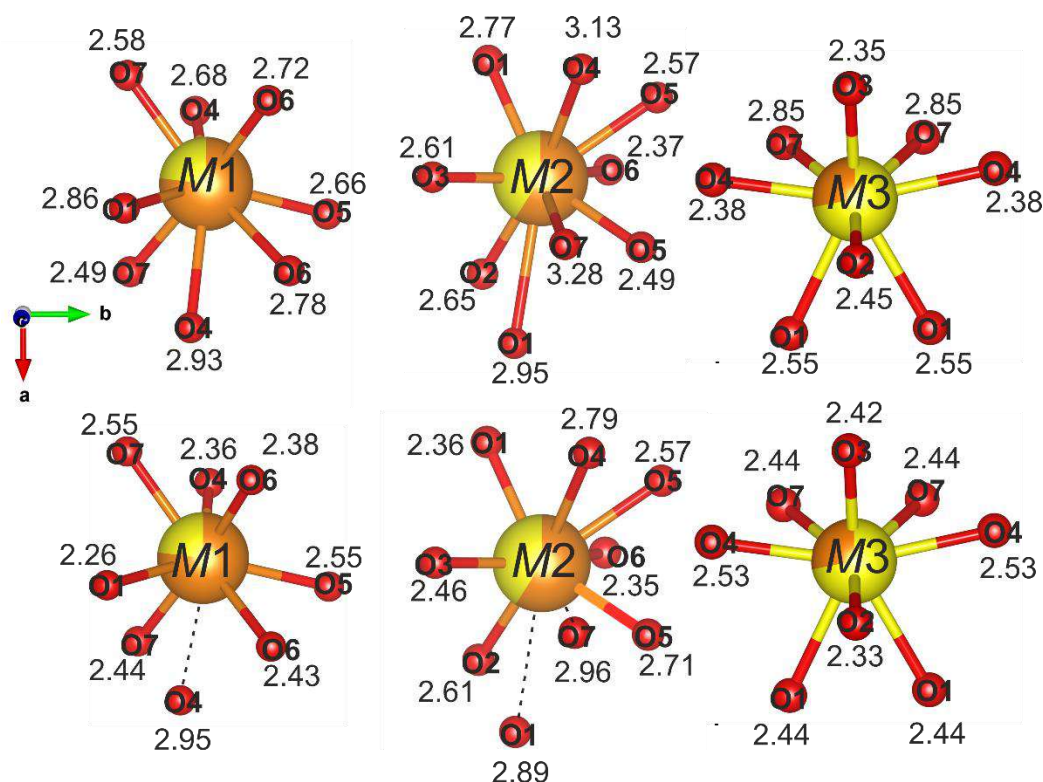 2.58
O7
2.68
O4
2.72
O6
M1
2.86
O1
2.66
O5
2.49
O7
O6
2.78
O4
2.93
2.77
O1
3.13
O4
2.57
O5
2.61
O3
M2
2.37
O6
O2
2.65
O7
3.28
O5
2.49
O1
2.95
2.35
O3
2.85
O7
2.85
O7
O4
2.38
M3
O4
2.38
O2
2.45
O1
2.55
O1
2.55
c
b
a
2.55
O7
2.36
O4
2.38
O6
M1
2.26
O1
2.55
O5
O7
2.44
O6
2.43
O4
2.95
2.36
O1
2.79
O4
2.57
O5
M2
O3
2.46
O6
2.35
O2
2.61
O7
2.96
O5
2.71
O1
2.89
2.42
O3
2.44
O7
2.44
O7
O4
2.53
M3
O4
2.53
O2
2.33
O1
2.44
O1
2.44